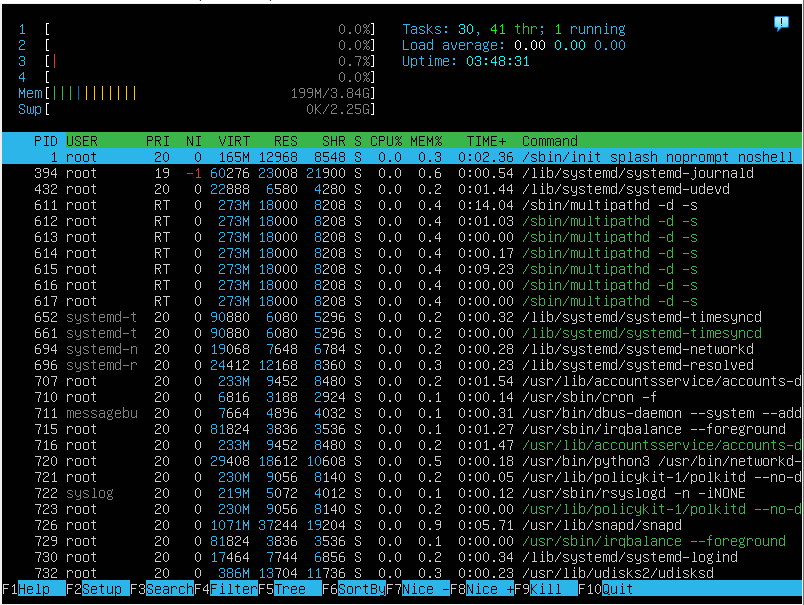 1 [ 0.0%] Tasks: 30, 41 thr; 1 running
2 [ 0.0%] Load average: 0.00 0.00 0.00
3 [| 0.7%] Uptime: 03:48:31
4 [ 0.0%]
Mem[||||||||||| 199M/3.84G]
Swp[ 0K/2.25G]
PID USER PRI NI VIRT RES SHR S CPU% MEM% TIME+ Command
1 root 20 0 165M 12968 8548 S 0.0 0.3 0:02.36 /sbin/init splash noprompt noshell
394 root 19 -1 60276 23008 21900 S 0.0 0.6 0:00.54 /lib/systemd/systemd-journald
432 root 20 0 22888 6580 4280 S 0.0 0.2 0:01.44 /lib/systemd/systemd-udevd
611 root RT 0 273M 18000 8208 S 0.0 0.4 0:14.04 /sbin/multipathd -d -s
612 root RT 0 273M 18000 8208 S 0.0 0.4 0:01.03 /sbin/multipathd -d -s
613 root RT 0 273M 18000 8208 S 0.0 0.4 0:00.00 /sbin/multipathd -d -s
614 root RT 0 273M 18000 8208 S 0.0 0.4 0:00.17 /sbin/multipathd -d -s
615 root RT 0 273M 18000 8208 S 0.0 0.4 0:09.23 /sbin/multipathd -d -s
616 root RT 0 273M 18000 8208 S 0.0 0.4 0:00.00 /sbin/multipathd -d -s
617 root RT 0 273M 18000 8208 S 0.0 0.4 0:00.00 /sbin/multipathd -d -s
652 systemd-t 20 0 90880 6080 5296 S 0.0 0.2 0:00.32 /lib/systemd/systemd-timesyncd
661 systemd-t 20 0 90880 6080 5296 S 0.0 0.2 0:00.00 /lib/systemd/systemd-timesyncd
694 systemd-n 20 0 19068 7648 6784 S 0.0 0.2 0:00.28 /lib/systemd/systemd-networkd
696 systemd-r 20 0 24412 12168 8360 S 0.0 0.3 0:00.23 /lib/systemd/systemd-resolved
707 root 20 0 233M 9452 8480 S 0.0 0.2 0:01.54 /usr/lib/accountsservice/accounts-d
710 root 20 0 6816 3188 2924 S 0.0 0.1 0:00.14 /usr/sbin/cron -f
711 messagebu 20 0 7664 4896 4032 S 0.0 0.1 0:00.31 /usr/bin/dbus-daemon --system --add
715 root 20 0 81824 3836 3536 S 0.0 0.1 0:01.27 /usr/sbin/irqbalance --foreground
716 root 20 0 233M 9452 8480 S 0.0 0.2 0:01.47 /usr/lib/accountsservice/accounts-d
720 root 20 0 29408 18612 10608 S 0.0 0.5 0:00.18 /usr/bin/python3 /usr/bin/networkd-
721 root 20 0 230M 9056 8140 S 0.0 0.2 0:00.05 /usr/lib/policykit-1/polkitd --no-d
722 syslog 20 0 219M 5072 4012 S 0.0 0.1 0:00.12 /usr/sbin/rsyslogd -n -iNONE
723 root 20 0 230M 9056 8140 S 0.0 0.2 0:00.00 /usr/lib/policykit-1/polkitd --no-d
726 root 20 0 1071M 37244 19204 S 0.0 0.9 0:05.71 /usr/lib/snapd/snapd
729 root 20 0 81824 3836 3536 S 0.0 0.1 0:00.00 /usr/sbin/irqbalance --foreground
730 root 20 0 17464 7744 6856 S 0.0 0.2 0:00.34 /lib/systemd/systemd-logind
732 root 20 0 386M 13704 11736 S 0.0 0.3 0:00.23 /usr/lib/udisks2/udisksd
F1Help F2Setup F3SearchF4FilterF5Tree F6SortByF7Nice -F8Nice +F9Kill F10Quit